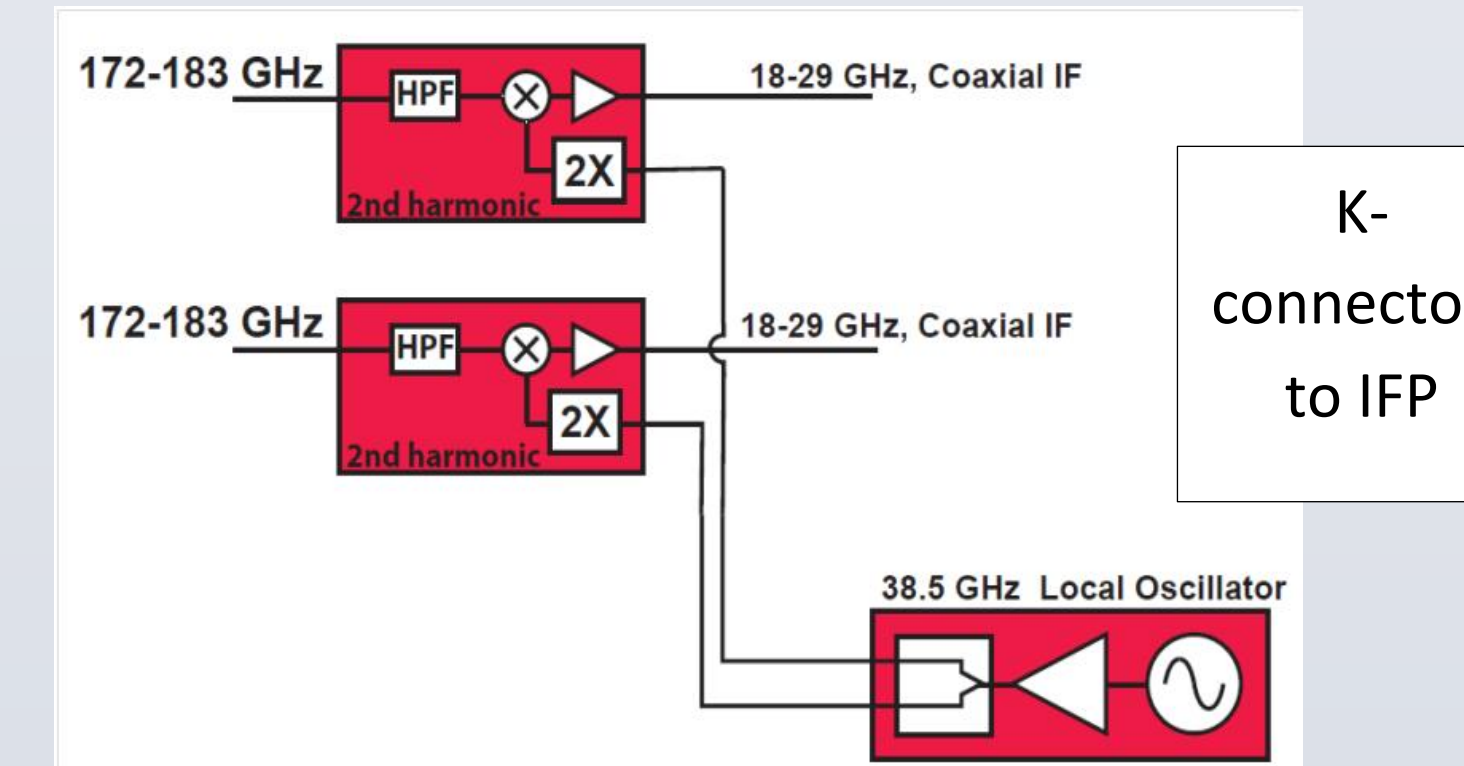 172-183 GHz
HPF
18-29 GHz, Coaxial IF
2X
2nd harmonic
172-183 GHz
HPF
18-29 GHz, Coaxial IF
2X
2nd harmonic
K-
connecto
to IFP
38.5 GHz Local Oscillator